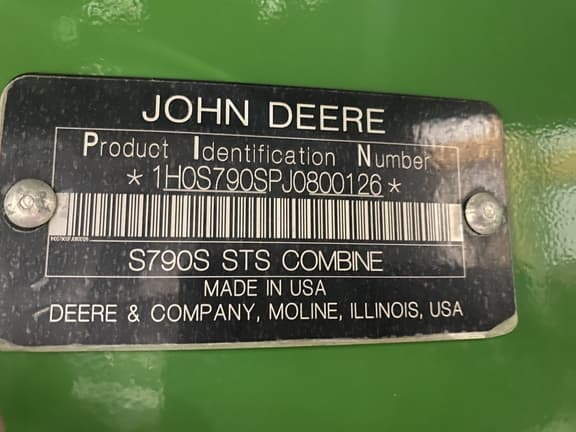 JOHN DEERE
Product Identification Number
*1H0S790SPJ0800126*
S790S STS COMBINE
MADE IN USA
DEERE & COMPANY, MOLINE, ILLINOIS, USA